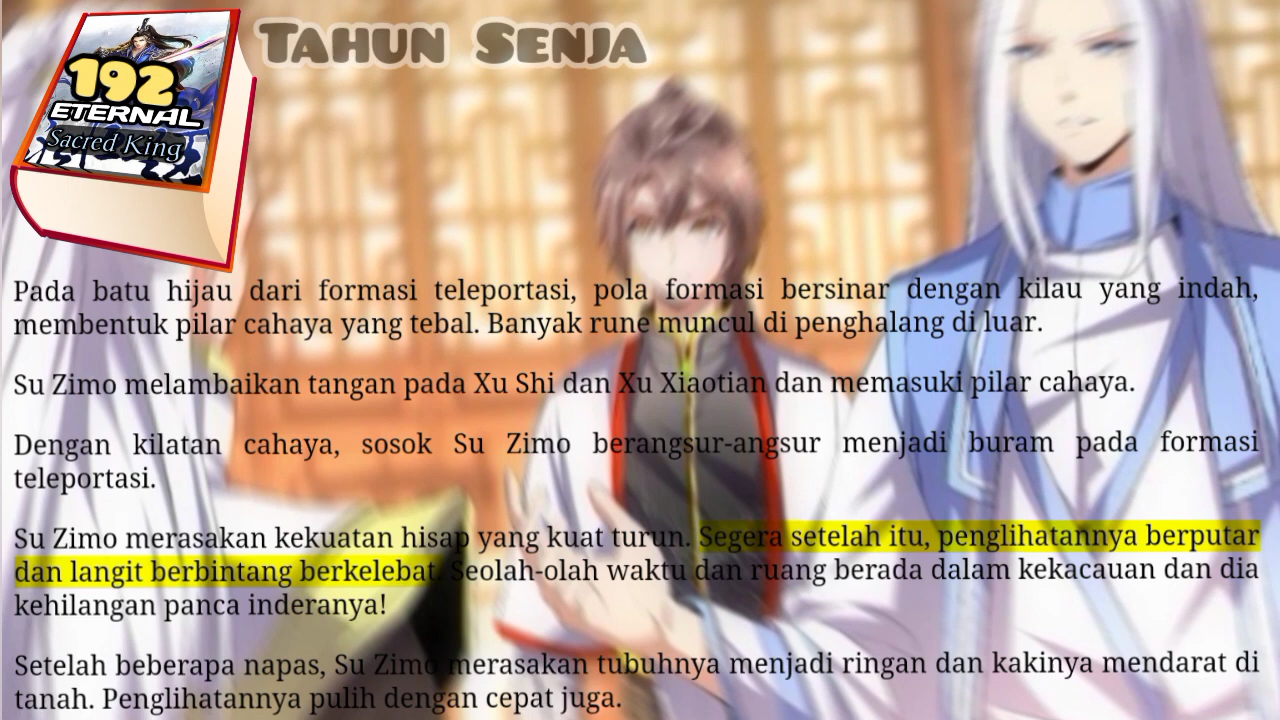 TAHUN SENJA
192
ETERNAL
Sacred King
Pada batu hijau dari formasi teleportasi, pola formasi bersinar dengan kilau yang indah,
membentuk pilar cahaya yang tebal. Banyak rune muncul di penghalang di luar.
Su Zimo melambaikan tangan pada Xu Shi dan Xu Xiaotian dan memasuki pilar cahaya.
Dengan kilatan cahaya, sosok Su Zimo berangsur-angsur menjadi buram pada formasi
teleportasi.
Su Zimo merasakan kekuatan hisap yang kuat turun. Segera setelah itu, penglihatannya berputar
dan langit berbintang berkelebat. Seolah-olah waktu dan ruang berada dalam kekacauan dan dia
kehilangan panca inderanya!
Setelah beberapa napas, Su Zimo merasakan tubuhnya menjadi ringan dan kakinya mendarat di
tanah. Penglihatannya pulih dengan cepat juga.